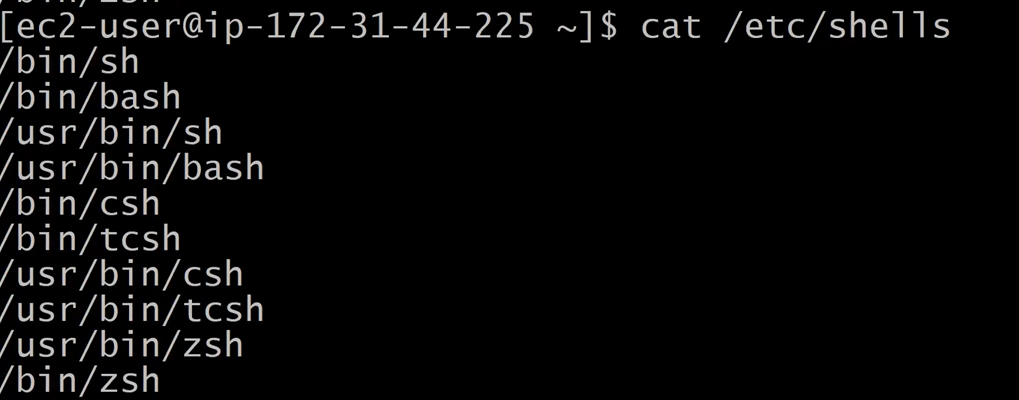 [ec2-user@ip-172-31-44-225 ~]$ cat /etc/shells
/bin/sh
/bin/bash
/usr/bin/sh
/usr/bin/bash
/bin/csh
/bin/tcsh
/usr/bin/csh
/usr/bin/tcsh
/usr/bin/zsh
/bin/zsh